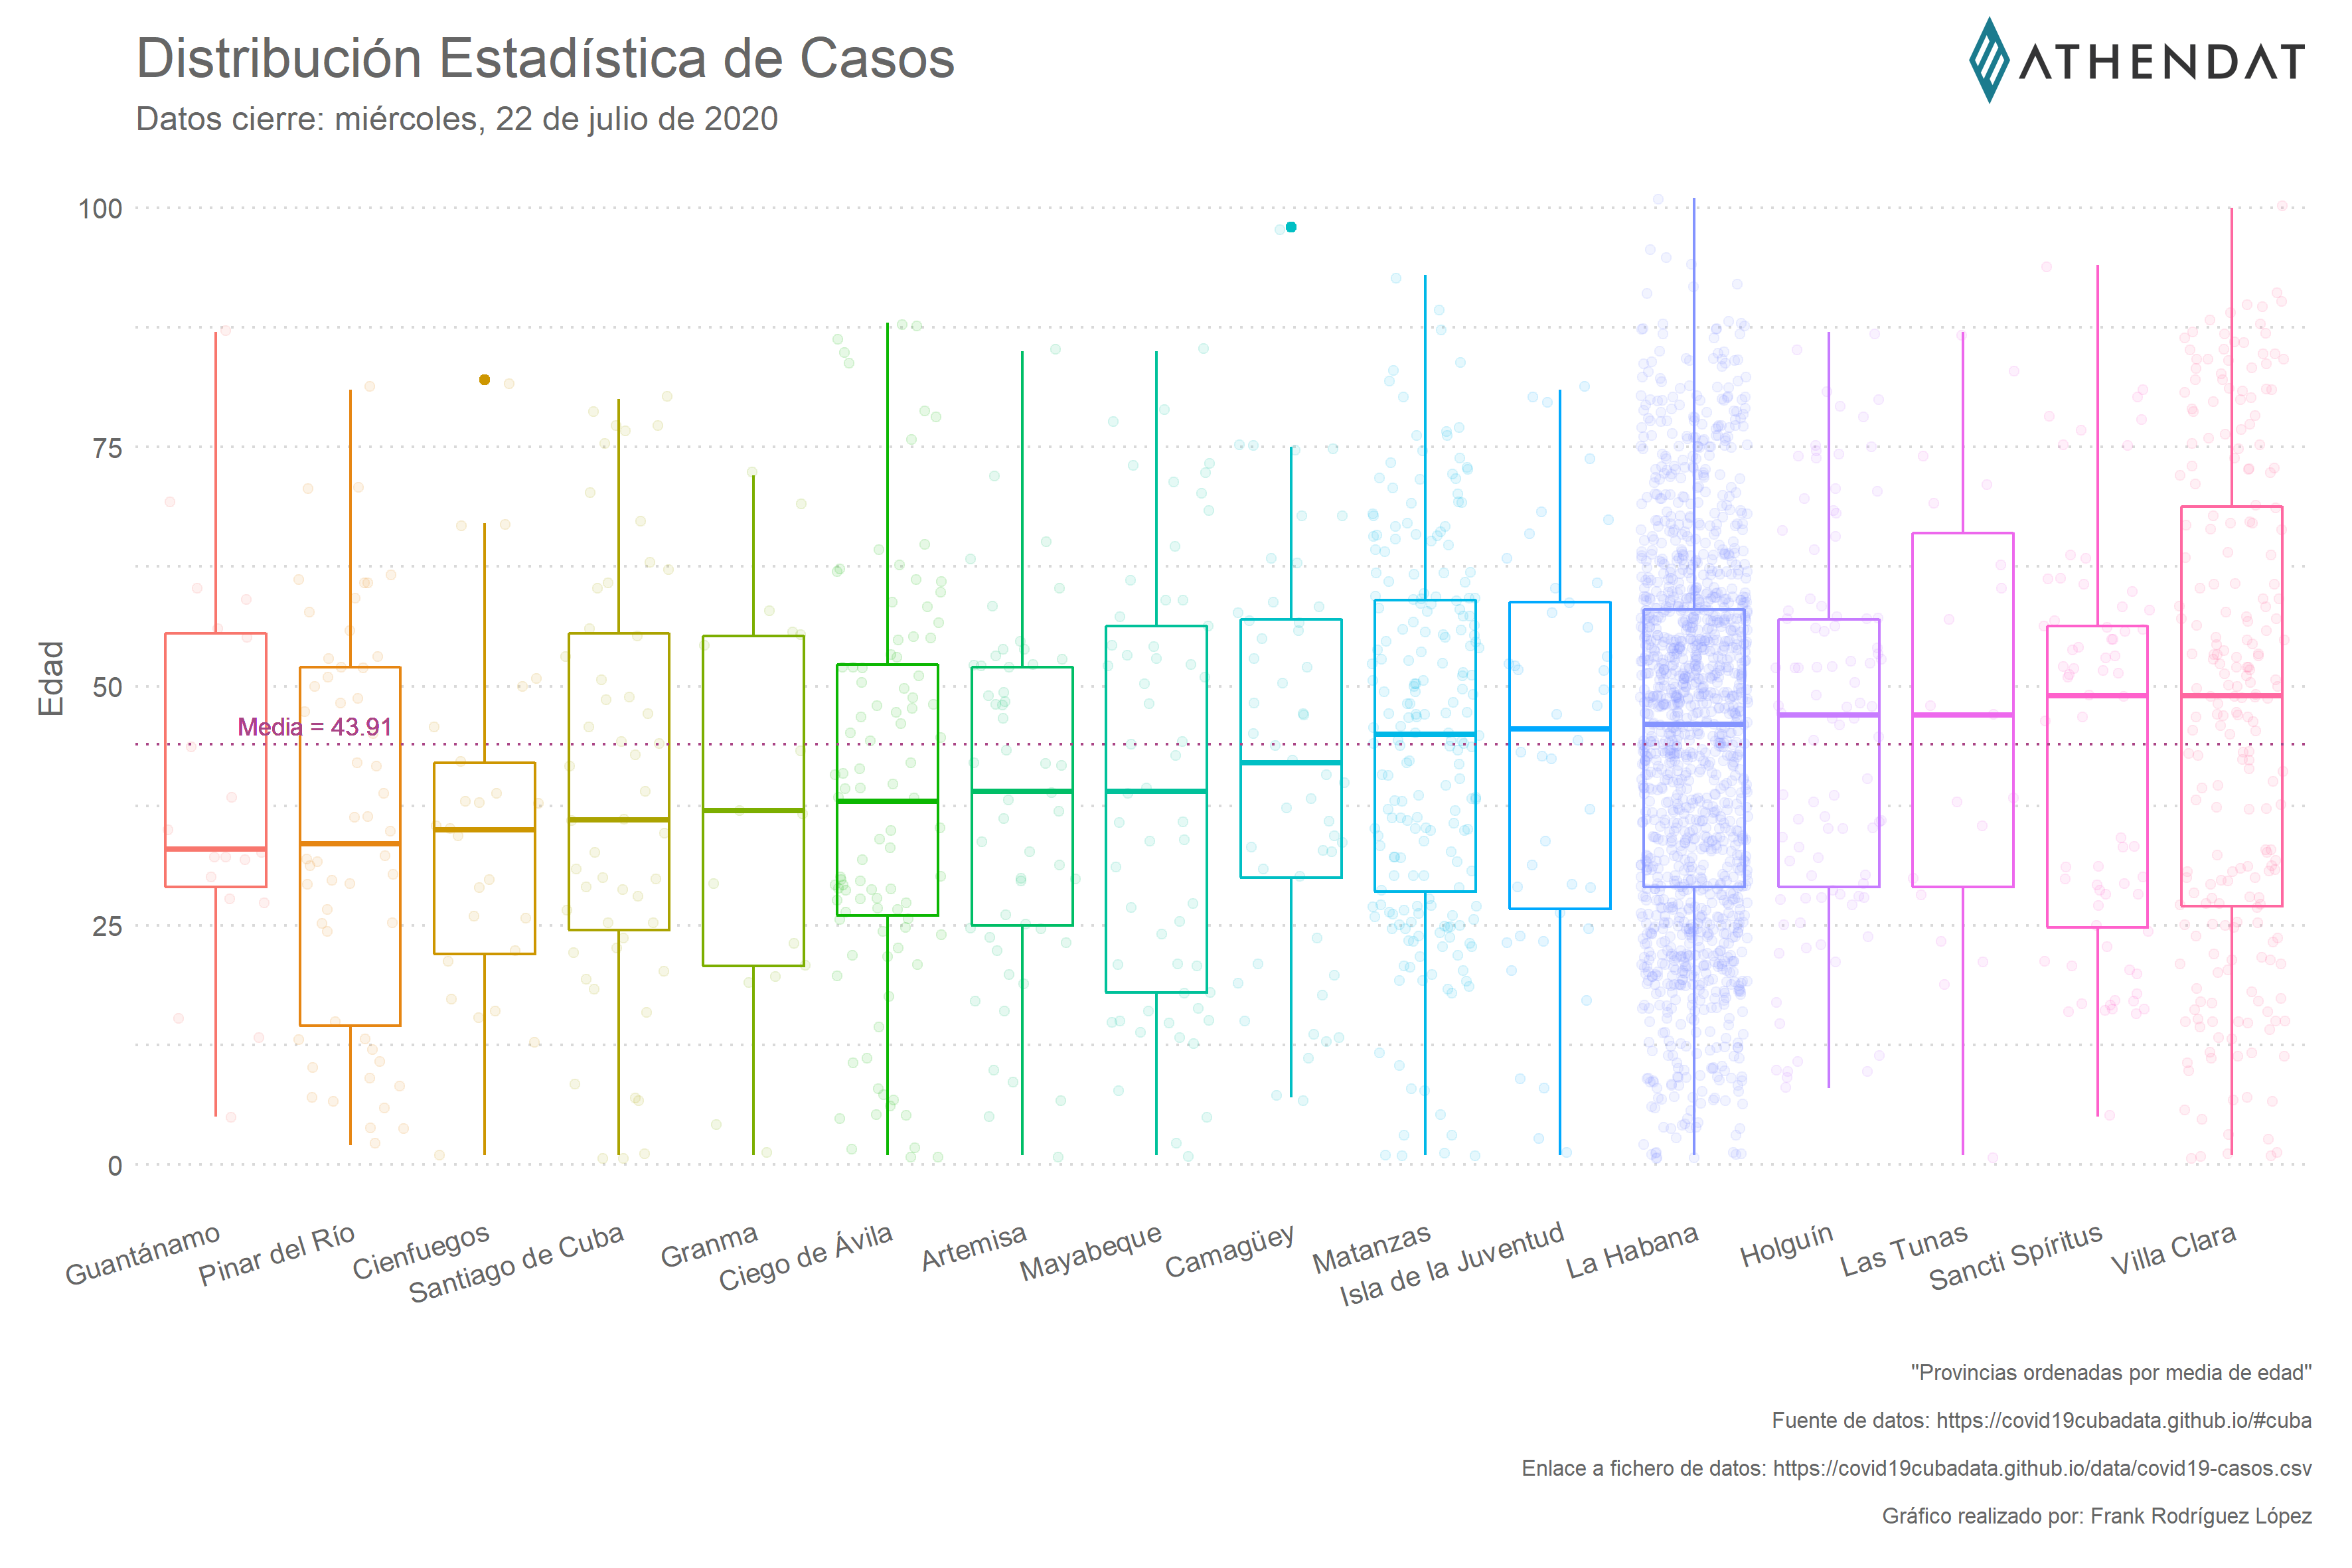 Distribución Estadística de Casos
ATHENDAT
Datos cierre: miércoles, 22 de julio de 2020
Edad
100
75
50
25
0
Media = 43.91
Guantánamo
Pinar del Río
Cienfuegos
Santiago de Cuba
Granma
Ciego de Ávila
Artemisa
Mayabeque
Camagüey
Matanzas
Isla de la Juventud
La Habana
Holguín
Las Tunas
Sancti Spíritus
Villa Clara
"Provincias ordenadas por media de edad"
Fuente de datos: https://covid19cubadata.github.io/#cuba
Enlace a fichero de datos: https://covid19cubadata.github.io/data/covid19-casos.csv
Gráfico realizado por: Frank Rodríguez López